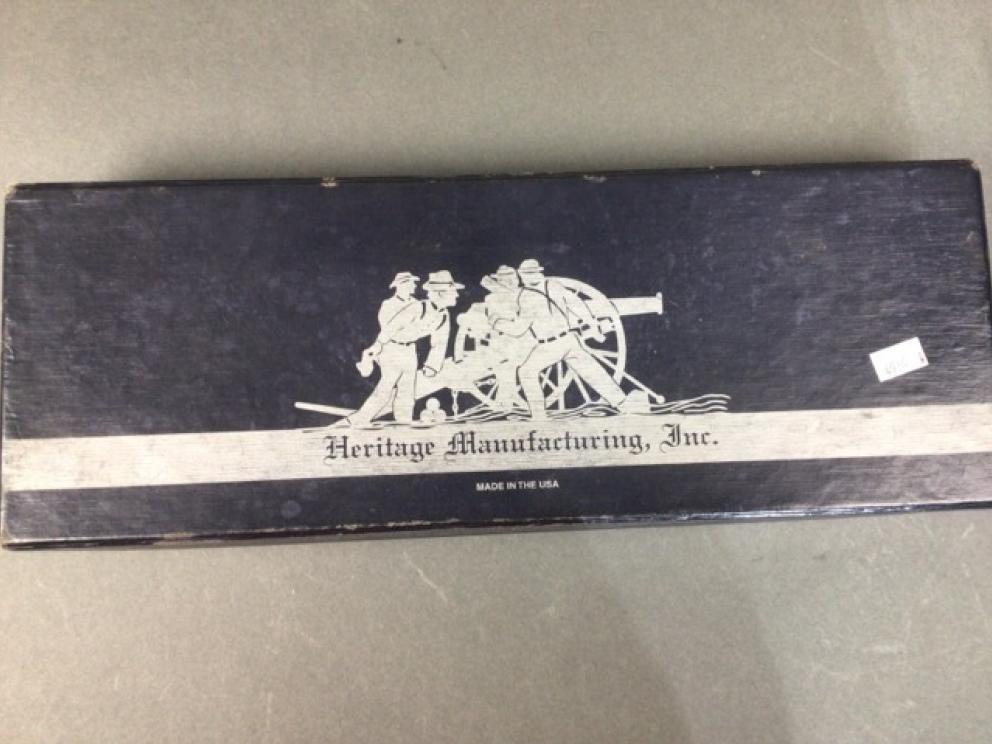 Heritage Manufacturing, Inc.
MADE IN THE USA